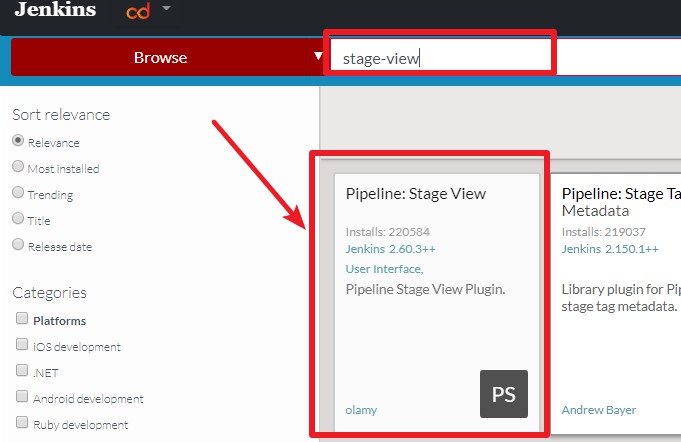 Jenkins cd
Browse
stage-view
Sort relevance
Relevance
Most installed
Trending
Title
Release date
Categories
Platforms
iOS development
.NET
Android development
Ruby development
Pipeline: Stage View
Installs: 220584
Jenkins 2.60.3++
User Interface,
Pipeline Stage View Plugin.
PS
olamy
Pipeline: Stage Ta
Metadata
Installs: 219037
Jenkins 2.150.1++
Library plugin for Pip
stage tag metadata.
Andrew Bayer